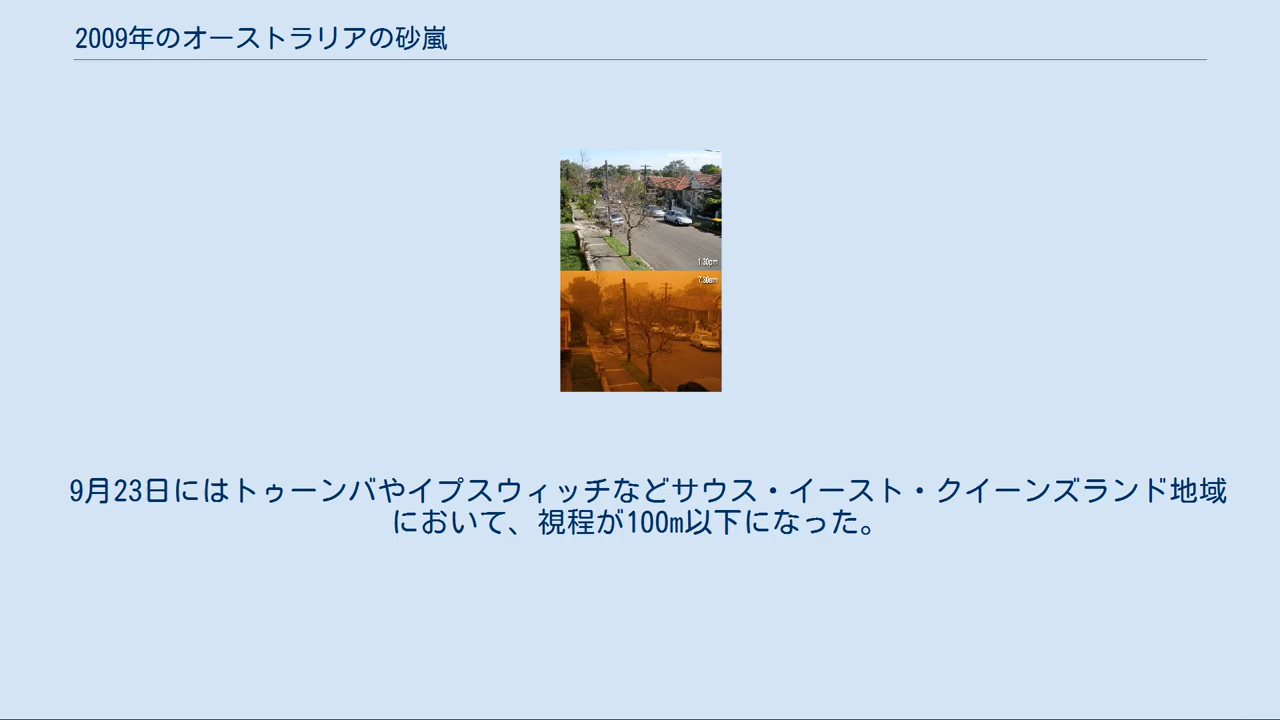 2009年のオーストラリアの砂嵐
1:30pm
7:30am
9月23日にはトゥーンバやイプスウィッチなどサウス・イースト・クイーンズランド地域
において、視程が100m以下になった。